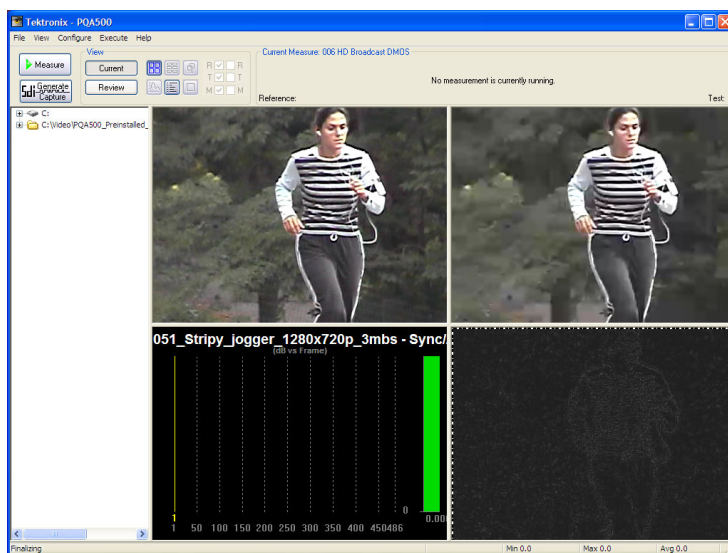 Tektronix - PQA500
File View Configure Execute Help
Measure
View
Current
Review
R R
T T
M M
Sdi Generate
Capture
Current Measure: 006 HD Broadcast DMOS
No measurement is currently running.
Reference:
Test:
C:
C:\Video\PQA500_Preinstalled_
051_Stripy_jogger_1280x720p_3mbs - Sync/
(dB vs Frame)
0
0.00
1
1 50 100 150 200 250 300 350 400 450486
Finalizing
Min 0.0
Max 0.0
Avg 0.0